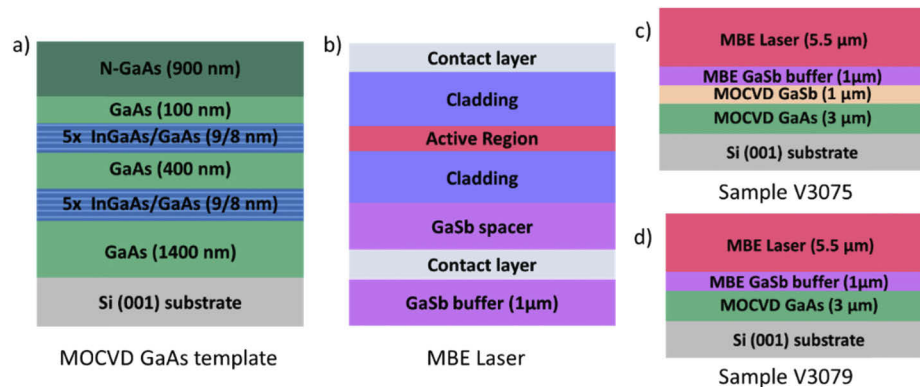 a)
N-GaAs (900 nm)
GaAs (100 nm)
5x InGaAs/GaAs (9/8 nm)
GaAs (400 nm)
5x InGaAs/GaAs (9/8 nm)
GaAs (1400 nm)
Si (001) substrate
MOCVD GaAs template
b)
Contact layer
Cladding
Active Region
Cladding
GaSb spacer
Contact layer
GaSb buffer (1μm)
MBE Laser
c)
MBE Laser (5.5 μm)
MBE GaSb buffer (1μm)
MOCVD GaSb (1 μm)
MOCVD GaAs (3 μm)
Si (001) substrate
Sample V3075
d)
MBE Laser (5.5 μm)
MBE GaSb buffer (1μm)
MOCVD GaAs (3 μm)
Si (001) substrate
Sample V3079